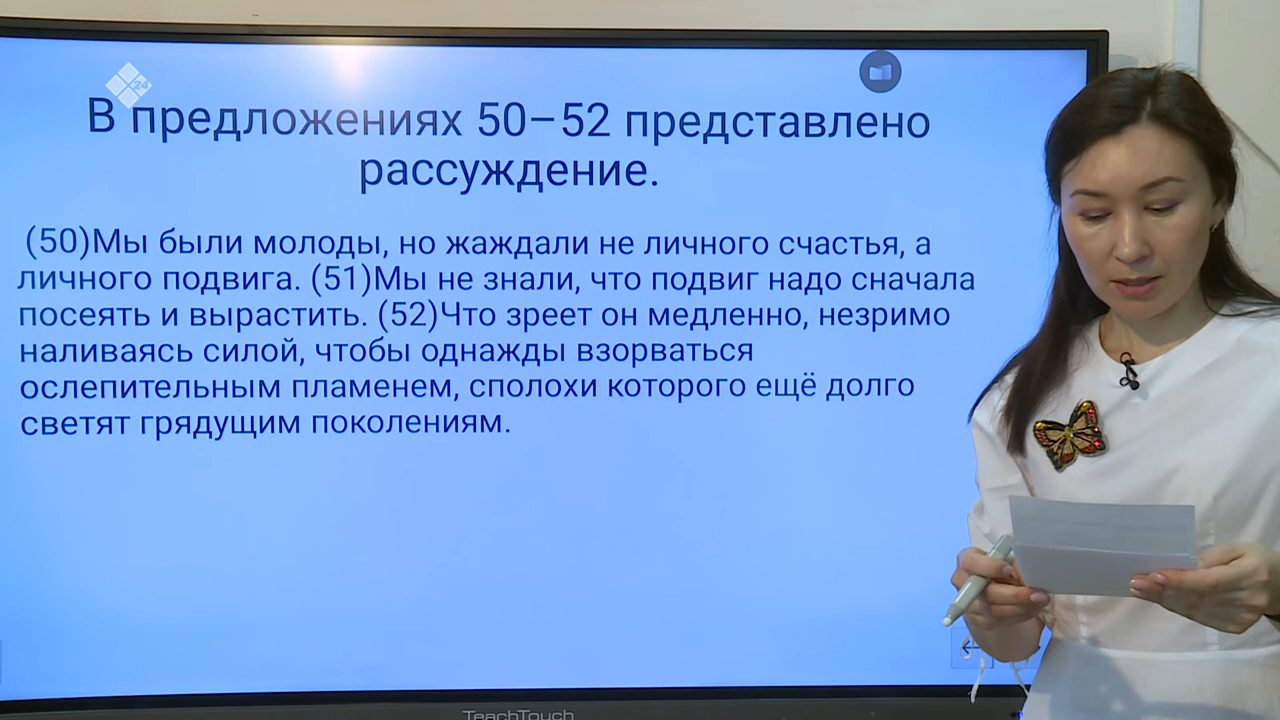 X24
В предложениях 50–52 представлено
рассуждение.
(50)Мы были молоды, но жаждали не личного счастья, а
личного подвига. (51)Мы не знали, что подвиг надо сначала
посеять и вырастить. (52)Что зреет он медленно, незримо
наливаясь силой, чтобы однажды взорваться
ослепительным пламенем, сполохи которого ещё долго
светят грядущим поколениям.
TeachTouch